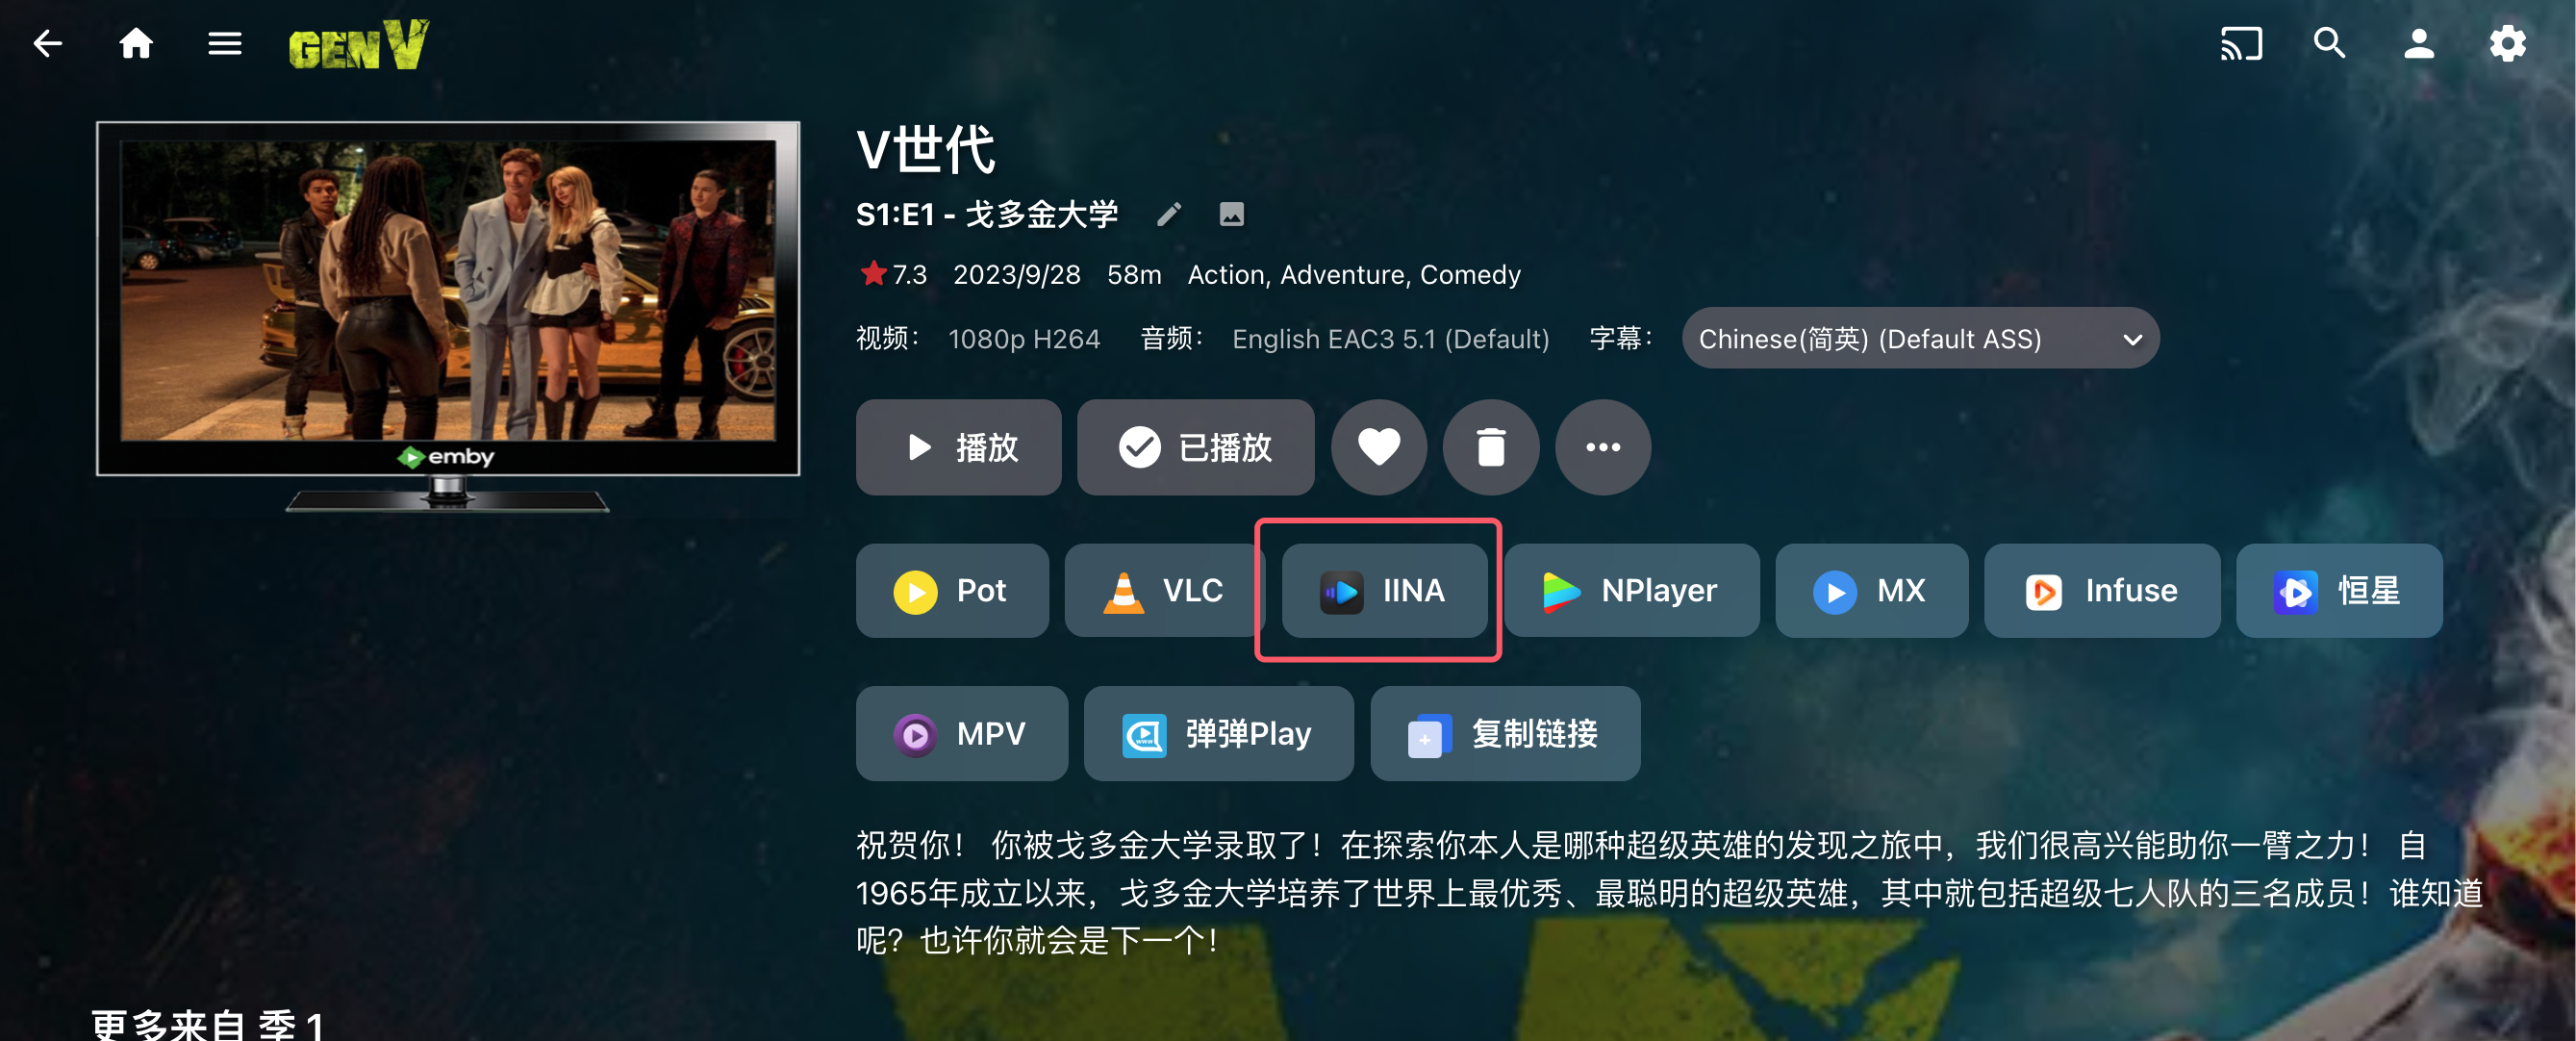 GEN V
V世代
S1:E1 - 戈多金大学
7.3 2023/9/28 58m Action, Adventure, Comedy
视频： 1080p H264 音频： English EAC3 5.1 (Default) 字幕： Chinese(简英) (Default ASS)
emby
播放 已播放
Pot VLC IINA NPlayer MX Infuse 恒星
MPV 弹弹Play 复制链接
祝贺你！ 你被戈多金大学录取了！在探索你本人是哪种超级英雄的发现之旅中，我们很高兴能助你一臂之力！ 自
1965年成立以来，戈多金大学培养了世界上最优秀、最聪明的超级英雄，其中就包括超级七人队的三名成员！谁知道
呢？也许你就会是下一个！
更多来自 季 1